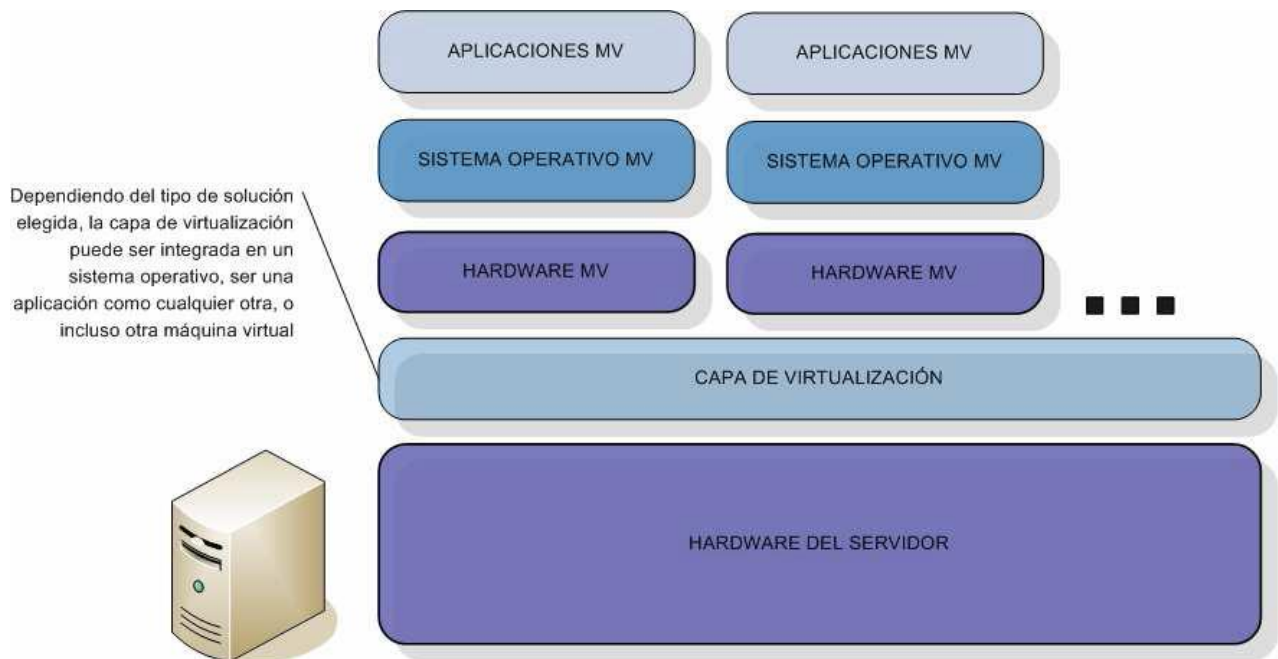 APLICACIONES MV
APLICACIONES MV
SISTEMA OPERATIVO MV
SISTEMA OPERATIVO MV
Dependiendo del tipo de solución
elegida, la capa de virtualización
puede ser integrada en un
sistema operativo, ser una
aplicación como cualquier otra, o
incluso otra máquina virtual
HARDWARE MV
HARDWARE MV
CAPA DE VIRTUALIZACIÓN
HARDWARE DEL SERVIDOR